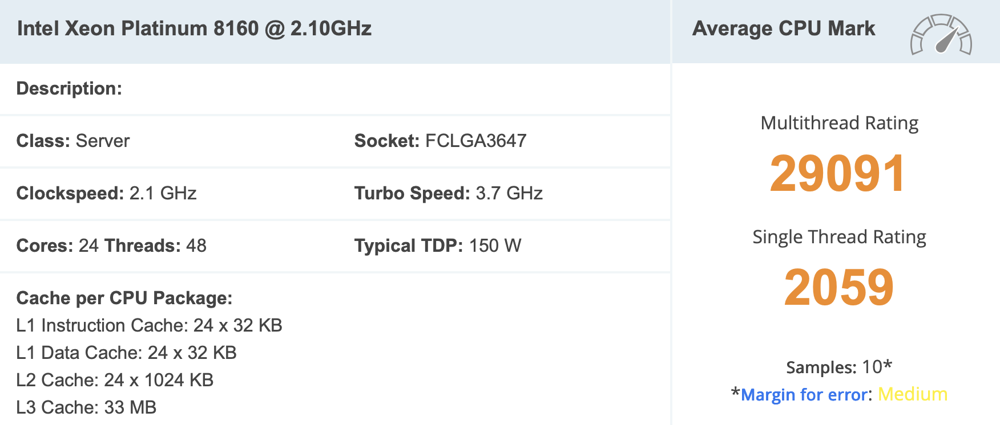 Intel Xeon Platinum 8160 @ 2.10GHz
Description:
Class: Server
Socket: FCLGA3647
Clockspeed: 2.1 GHz
Turbo Speed: 3.7 GHz
Cores: 24 Threads: 48
Typical TDP: 150 W
Cache per CPU Package:
L1 Instruction Cache: 24 x 32 KB
L1 Data Cache: 24 x 32 KB
L2 Cache: 24 x 1024 KB
L3 Cache: 33 MB
Average CPU Mark
Multithread Rating
29091
Single Thread Rating
2059
Samples: 10*
*Margin for error: Medium